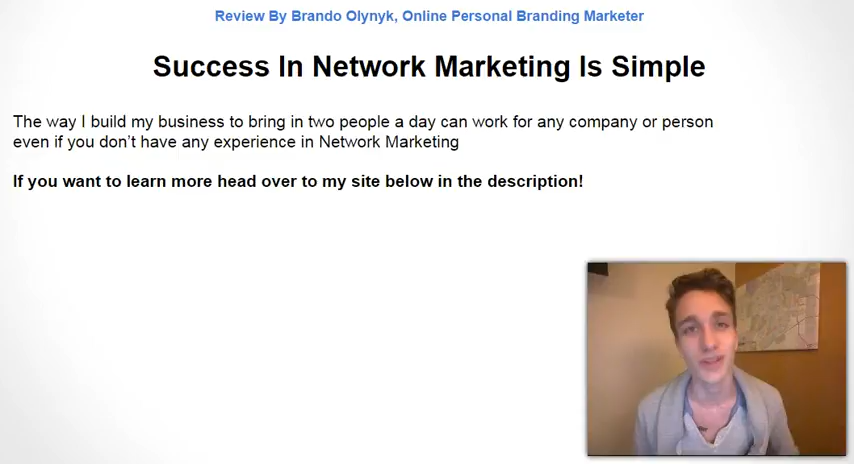 Review By Brando Olynyk, Online Personal Branding Marketer
Success In Network Marketing Is Simple
The way I build my business to bring in two people a day can work for any company or person
even if you don't have any experience in Network Marketing
If you want to learn more head over to my site below in the description!